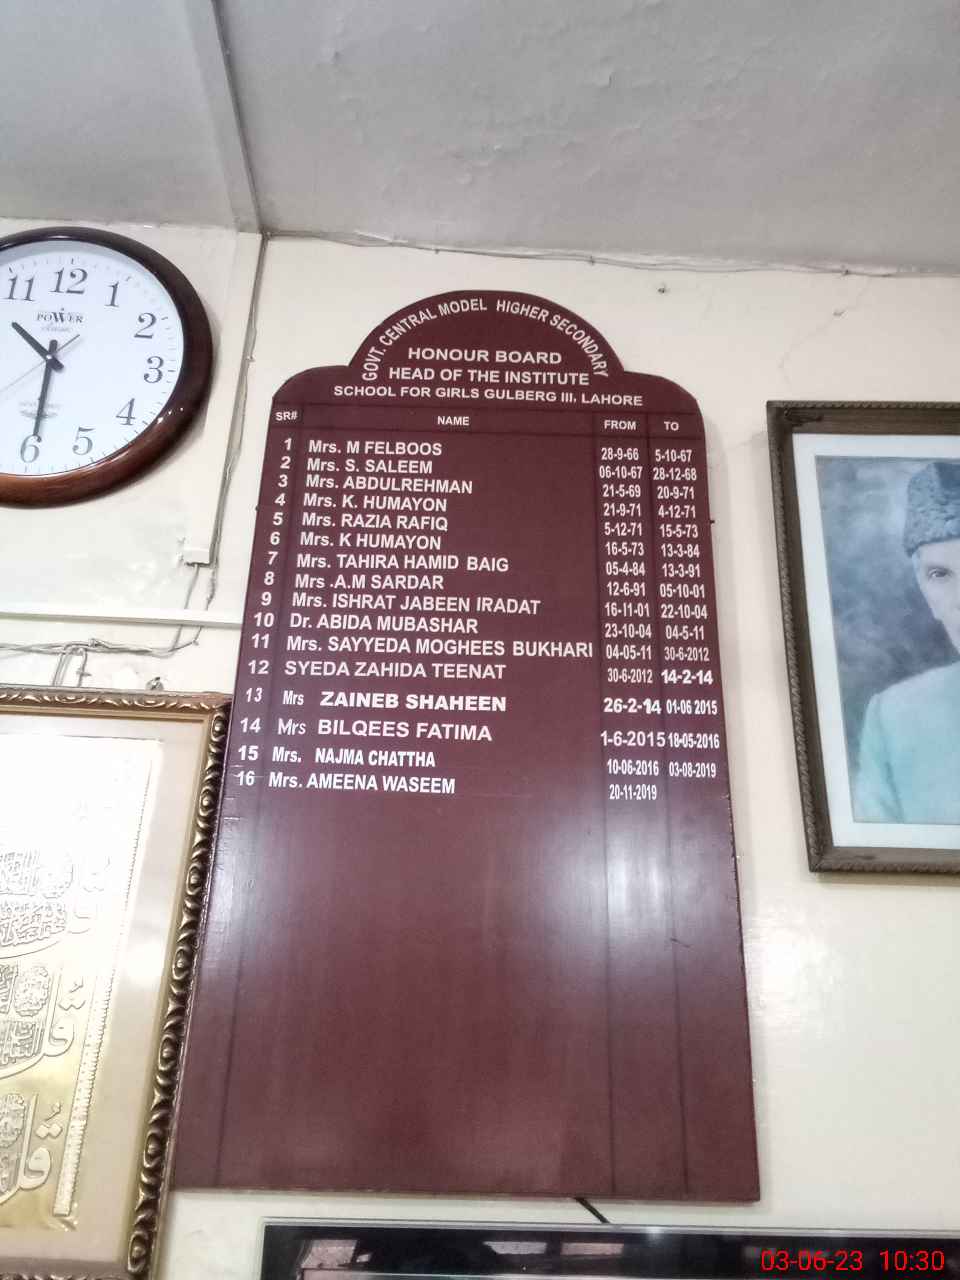 GOVT. CENTRAL MODEL HIGHER SECONDARY
HONOUR BOARD
HEAD OF THE INSTITUTE
SCHOOL FOR GIRLS GULBERG III, LAHORE
SR# NAME FROM TO
1 Mrs. M FELBOOS 28-9-66 5-10-67
2 Mrs. S. SALEEM 06-10-67 28-12-68
3 Mrs. ABDULREHMAN 21-5-69 20-9-71
4 Mrs. K. HUMAYON 21-9-71 4-12-71
5 Mrs. RAZIA RAFIQ 5-12-71 15-5-73
6 Mrs. K HUMAYON 16-5-73 13-3-84
7 Mrs. TAHIRA HAMID BAIG 05-4-84 13-3-91
8 Mrs .A.M SARDAR 12-6-91 05-10-01
9 Mrs. ISHRAT JABEEN IRADAT 16-11-01 22-10-04
10 Dr. ABIDA MUBASHAR 23-10-04 04-5-11
11 Mrs. SAYYEDA MOGHEES BUKHARI 04-05-11 30-6-2012
12 SYEDA ZAHIDA TEENAT 30-6-2012 14-2-14
13 Mrs ZAINEB SHAHEEN 26-2-14 01-06 2015
14 Mrs BILQEES FATIMA 1-6-2015 18-05-2016
15 Mrs. NAJMA CHATTHA 10-06-2016 03-08-2019
16 Mrs. AMEENA WASEEM 20-11-2019
11 12 1
POWER
2
3
4
5
6
03-06-23 10:30